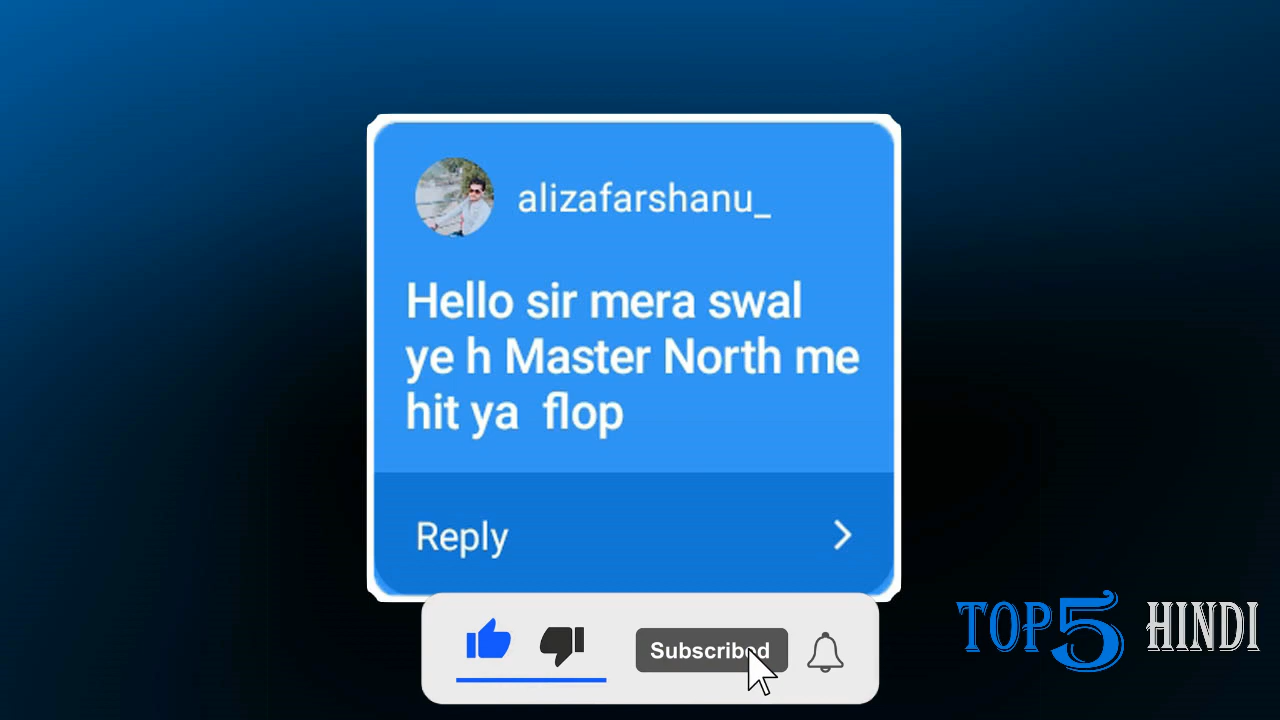 alizafarshanu_
Hello sir mera swal
ye h Master North me
hit ya flop
Reply
Subscribed
TOP5 HINDI